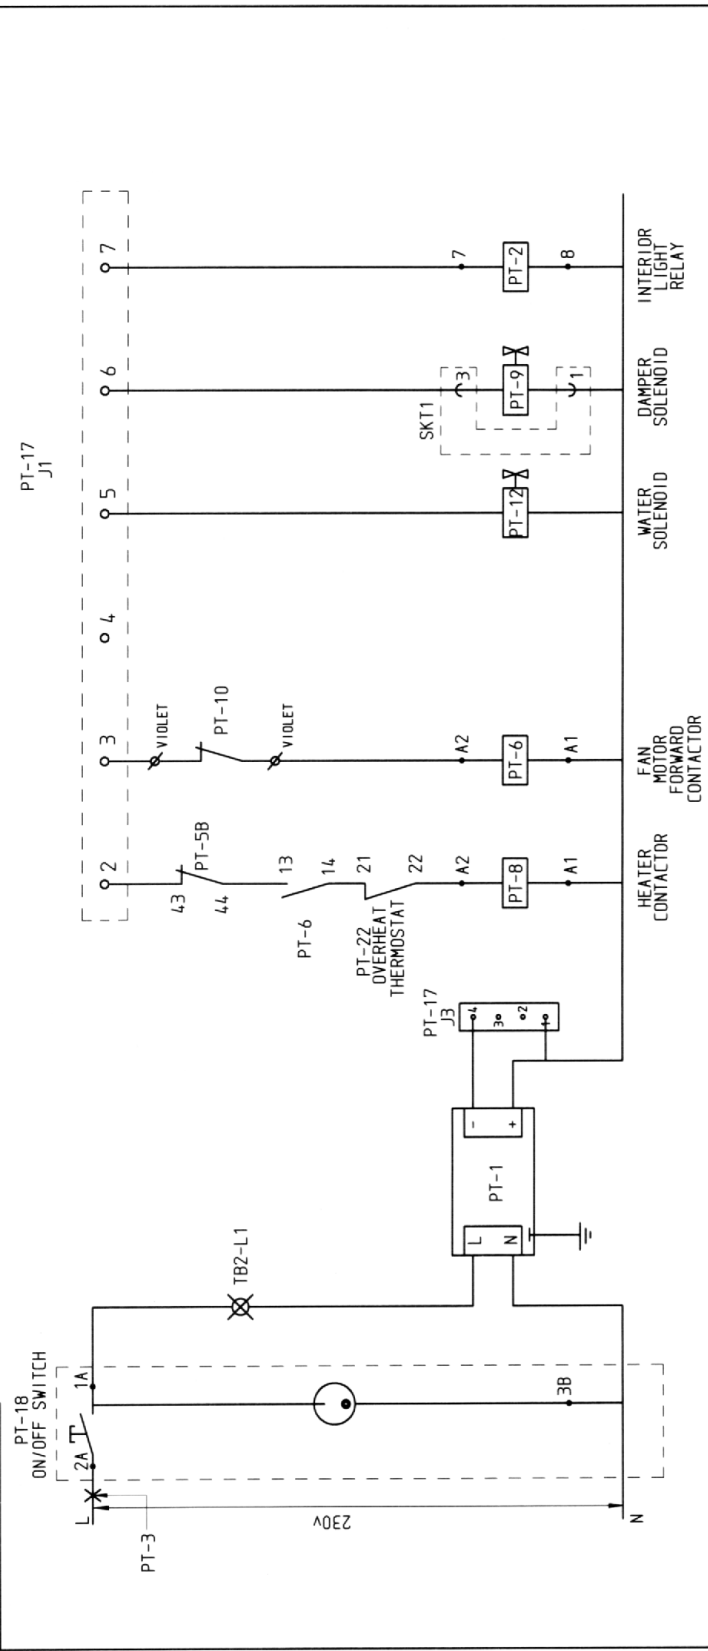 PT-17
J1
2
3
4
5
6
7
VIOLET
PT-10
VIOLET
43
PT-5B
44
13
PT-6
14
21
PT-22
OVERHEAT
THERMOSTAT
22
A2
PT-8
A1
HEATER
CONTACTOR
A2
PT-6
A1
FAN
MOTOR
FORWARD
CONTACTOR
PT-12
WATER
SOLENOID
SKT1
3
PT-9
1
DAMPER
SOLENOID
7
PT-2
8
INTERIOR
LIGHT
RELAY
PT-17
J3
4
3
2
1
-
+
PT-1
L
N
TB2-L1
PT-18
ON/OFF SWITCH
1A
2A
3B
L
PT-3
230v
N